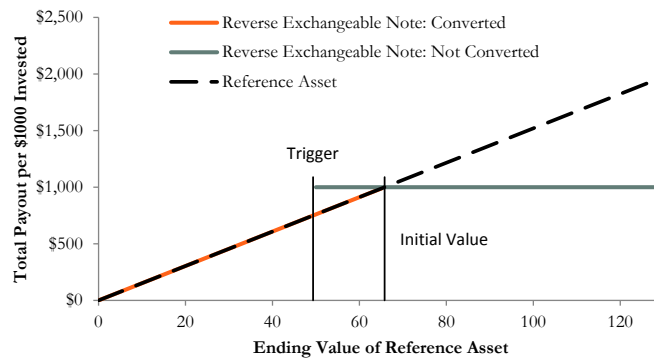 $2,500
$2,000
$1,500
$1,000
$500
$0
Total Payout per $1000 Invested
Reverse Exchangeable Note: Converted
Reverse Exchangeable Note: Not Converted
Reference Asset
Trigger
Initial Value
0 20 40 60 80 100 120
Ending Value of Reference Asset